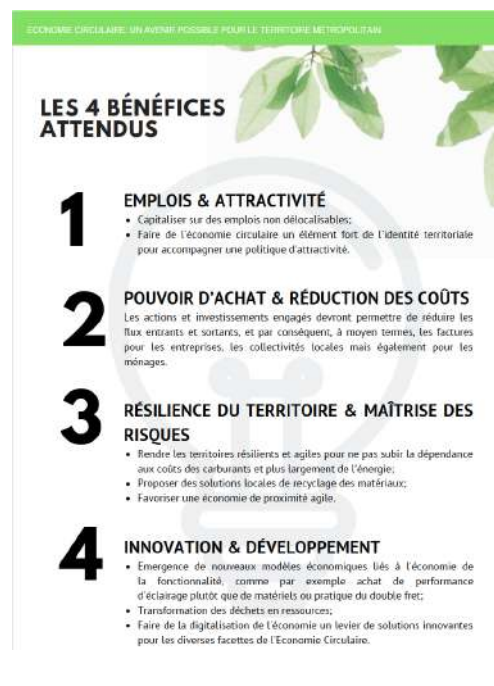 ECONOMIE CIRCULAIRE, UN AVENIR POSSIBLE POUR LE TERRITOIRE METROPOLITAIN
LES 4 BÉNÉFICES
ATTENDUS
1
EMPLOIS & ATTRACTIVITÉ
• Capitaliser sur des emplois non délocalisables;
• Faire de l'économie circulaire un élément fort de l'identité territoriale
pour accompagner une politique d'attractivité.
2
POUVOIR D'ACHAT & RÉDUCTION DES COÛTS
Les actions et investissements engagés devront permettre de réduire les
flux entrants et sortants, et par conséquent, à moyen termes, les factures
pour les entreprises, les collectivités locales mais également pour les
ménages.
3
RÉSILIENCE DU TERRITOIRE & MAÎTRISE DES
RISQUES
• Rendre les territoires résilients et agiles pour ne pas subir la dépendance
aux coûts des carburants et plus largement de l'énergie;
• Proposer des solutions locales de recyclage des matériaux;
• Favoriser une économie de proximité agile.
4
INNOVATION & DÉVELOPPEMENT
• Emergence de nouveaux modèles économiques liés à l'économie de
la fonctionnalité, comme par exemple achat de performance
d'éclairage plutôt que de matériels ou pratique du double fret;
• Transformation des déchets en ressources;
• Faire de la digitalisation de l'économie un levier de solutions innovantes
pour les diverses facettes de l'Economie Circulaire.